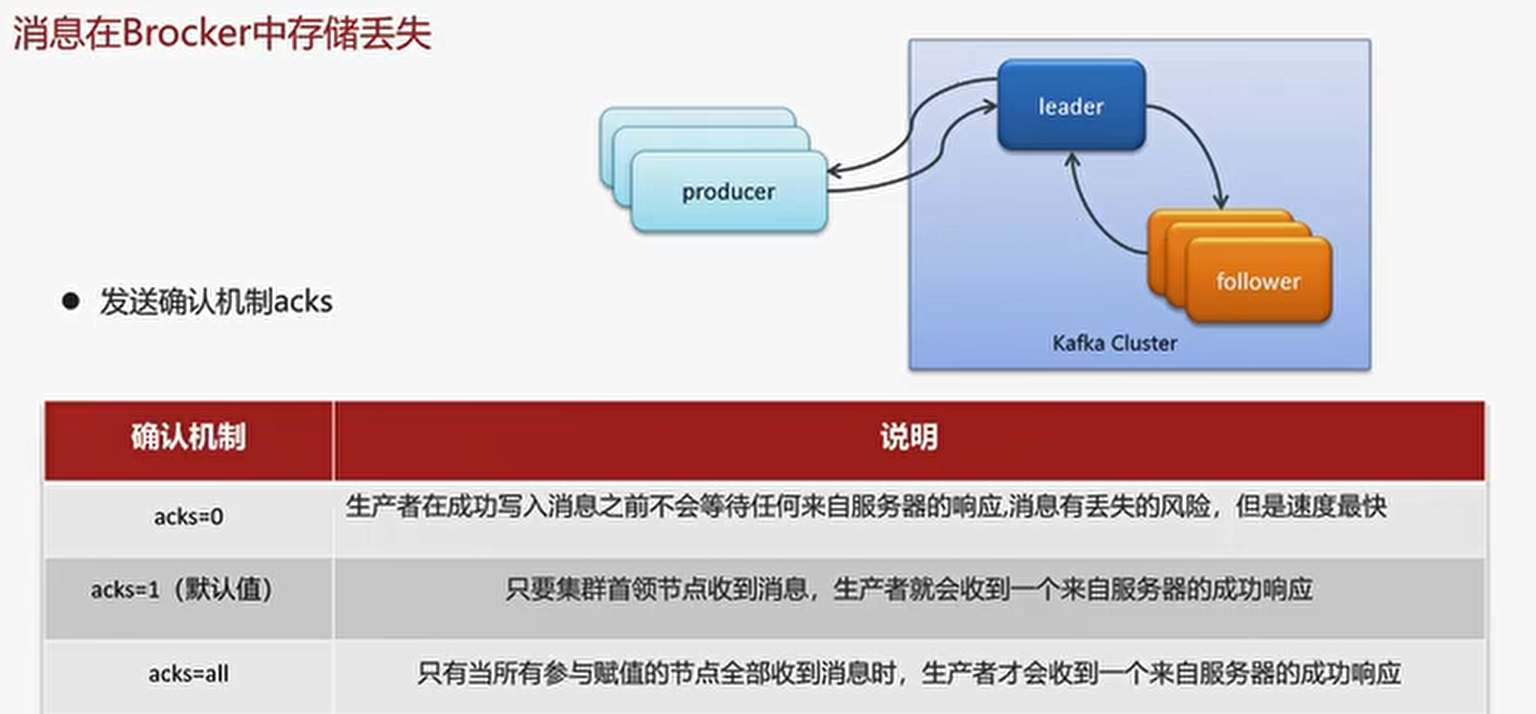 消息在Brocker中存储丢失
leader
producer
follower
Kafka Cluster
● 发送确认机制acks
确认机制 说明
acks=0 生产者在成功写入消息之前不会等待任何来自服务器的响应,消息有丢失的风险，但是速度最快
acks=1（默认值） 只要集群首领节点收到消息，生产者就会收到一个来自服务器的成功响应
acks=all 只有当所有参与赋值的节点全部收到消息时，生产者才会收到一个来自服务器的成功响应